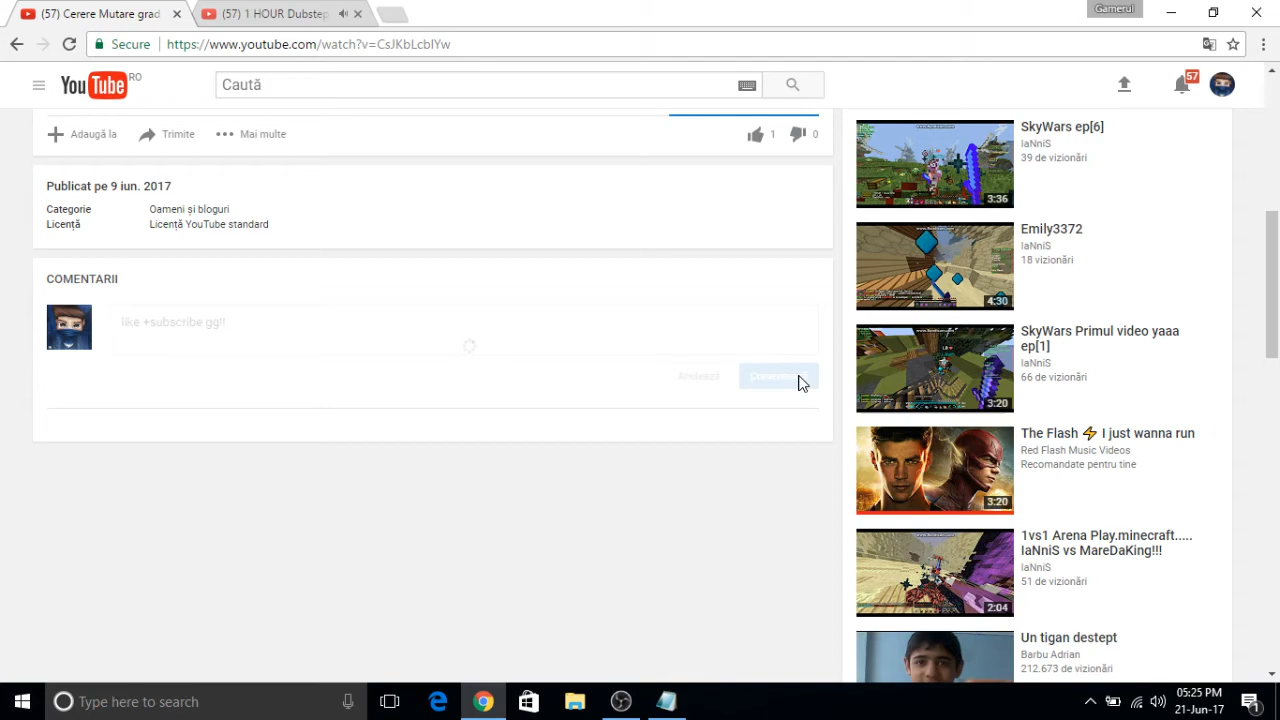 (57) Cerere Mutare grad
(57) 1 HOUR Dubstep
Gamerul
Secure
https://www.youtube.com/watch?v=CsJKbLcbIYw
YouTube RO
Caută
57
Adaugă la
Trimite
Mai multe
1
0
Publicat pe 9 iun. 2017
Categorie
Oameni și bloguri
Licență
Licență YouTube standard
COMENTARII
like +subscribe gg!!
Anulează
SkyWars ep[6]
IaNniS
39 de vizionări
3:36
Emily3372
IaNniS
18 vizionări
4:30
SkyWars Primul video yaaa
ep[1]
IaNniS
66 de vizionări
3:20
The Flash ⚡ I just wanna run
Red Flash Music Videos
Recomandate pentru tine
3:20
1vs1 Arena Play.minecraft.....
IaNniS vs MareDaKing!!!
IaNniS
51 de vizionări
2:04
Un tigan destept
Barbu Adrian
212.673 de vizionări
Type here to search
05:25 PM
21-Jun-17
1